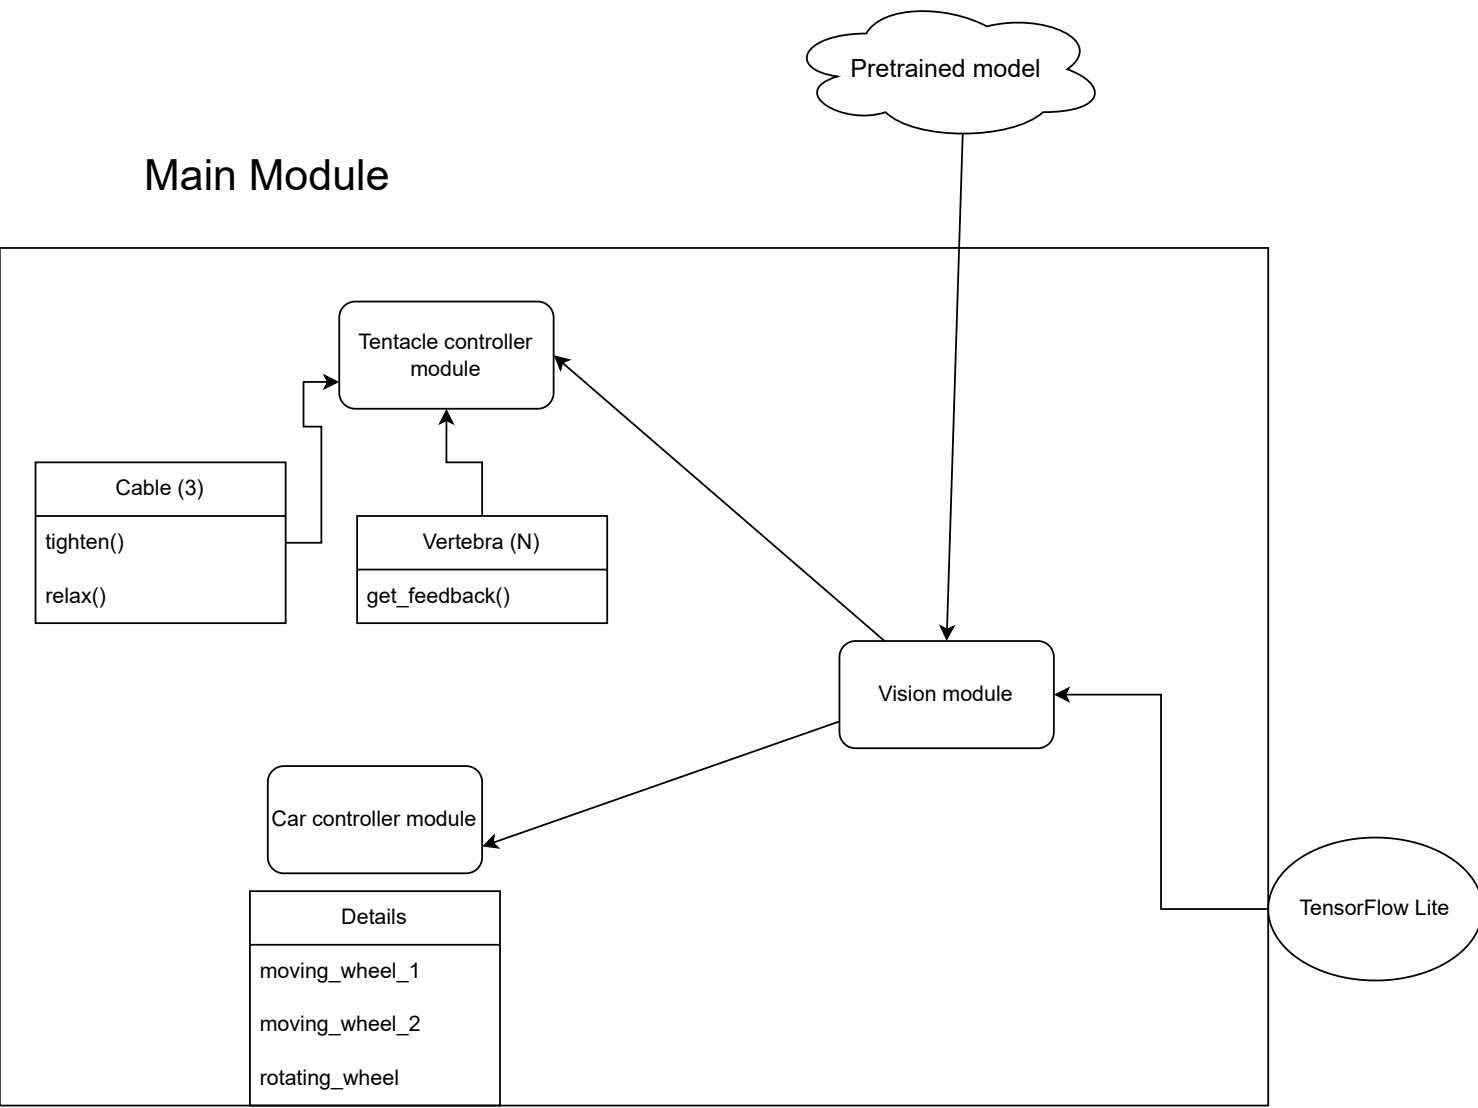 Pretrained model
Main Module
Tentacle controller
module
Cable (3)
tighten()
relax()
Vertebra (N)
get_feedback()
Vision module
Car controller module
Details
moving_wheel_1
moving_wheel_2
rotating_wheel
TensorFlow Lite